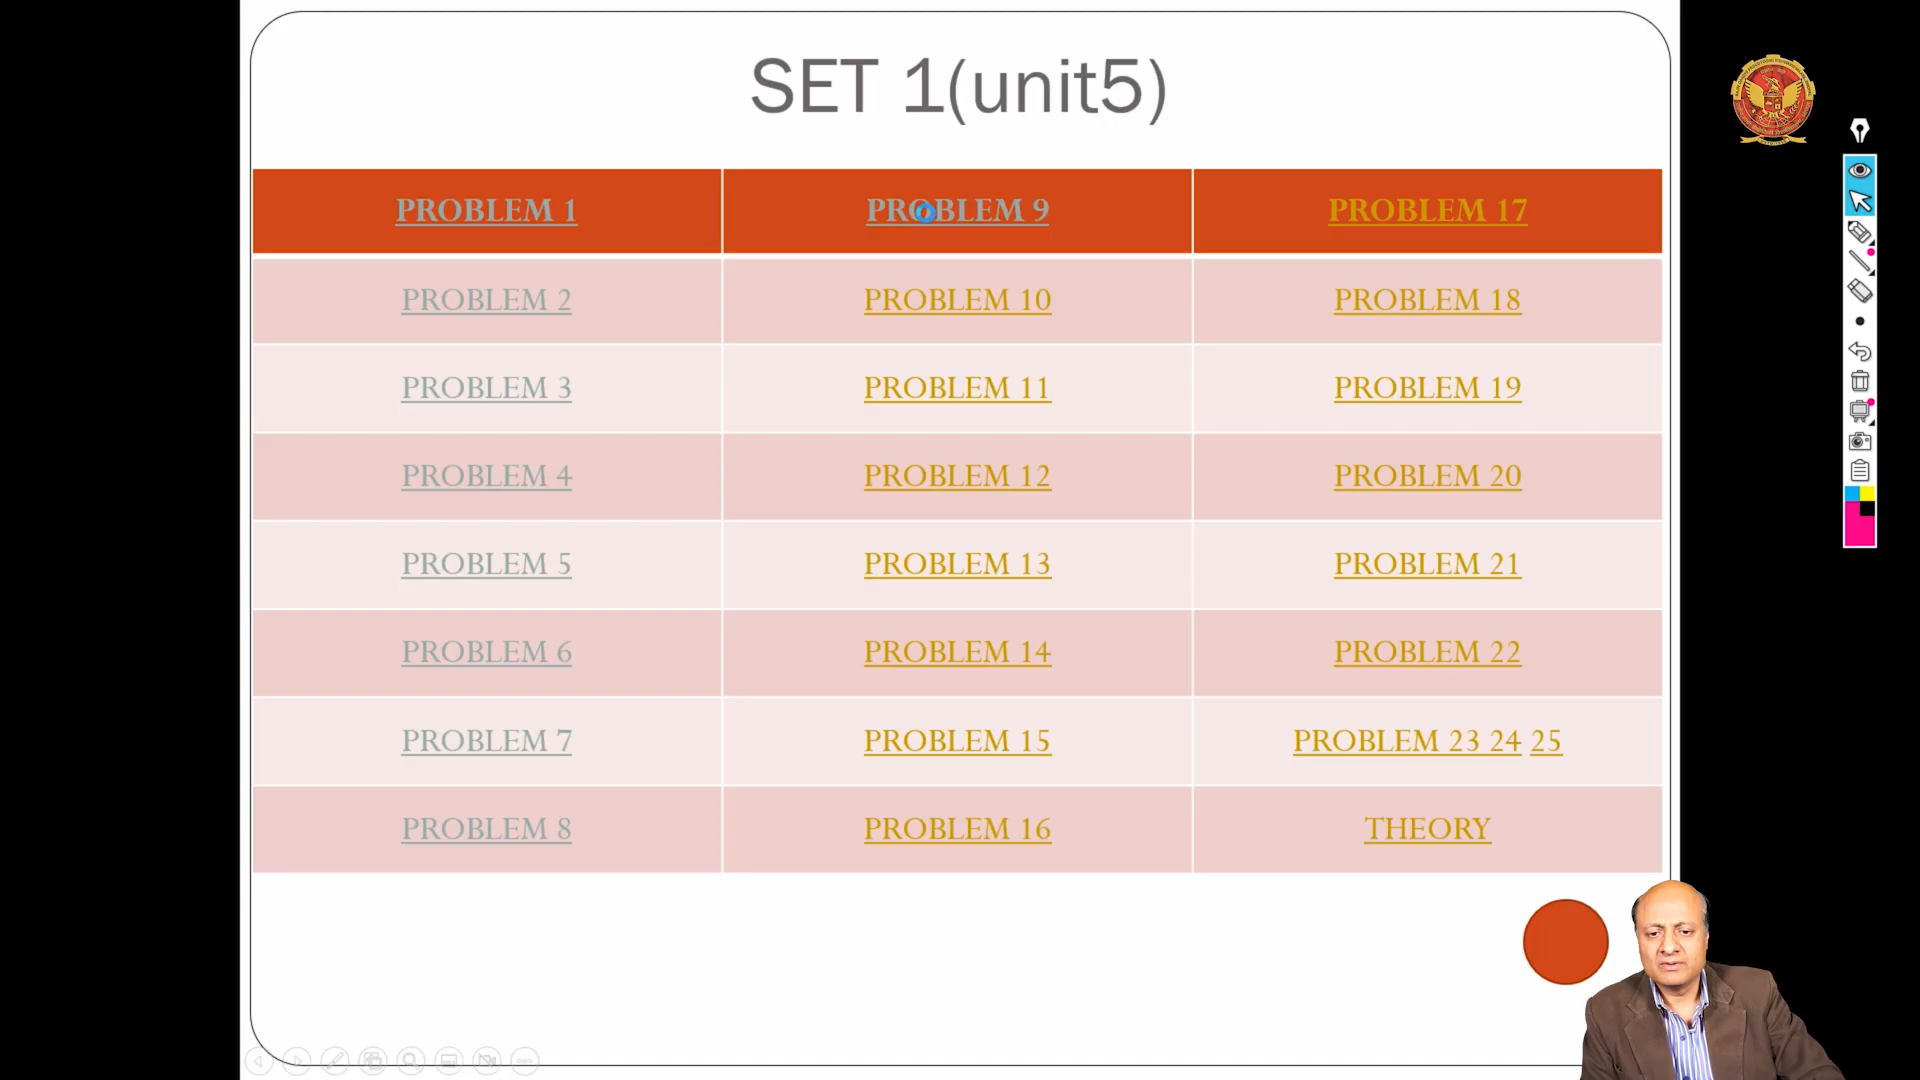 SET 1(unit5)
PROBLEM 1 PROBLEM 9 PROBLEM 17
PROBLEM 2 PROBLEM 10 PROBLEM 18
PROBLEM 3 PROBLEM 11 PROBLEM 19
PROBLEM 4 PROBLEM 12 PROBLEM 20
PROBLEM 5 PROBLEM 13 PROBLEM 21
PROBLEM 6 PROBLEM 14 PROBLEM 22
PROBLEM 7 PROBLEM 15 PROBLEM 23 24 25
PROBLEM 8 PROBLEM 16 THEORY